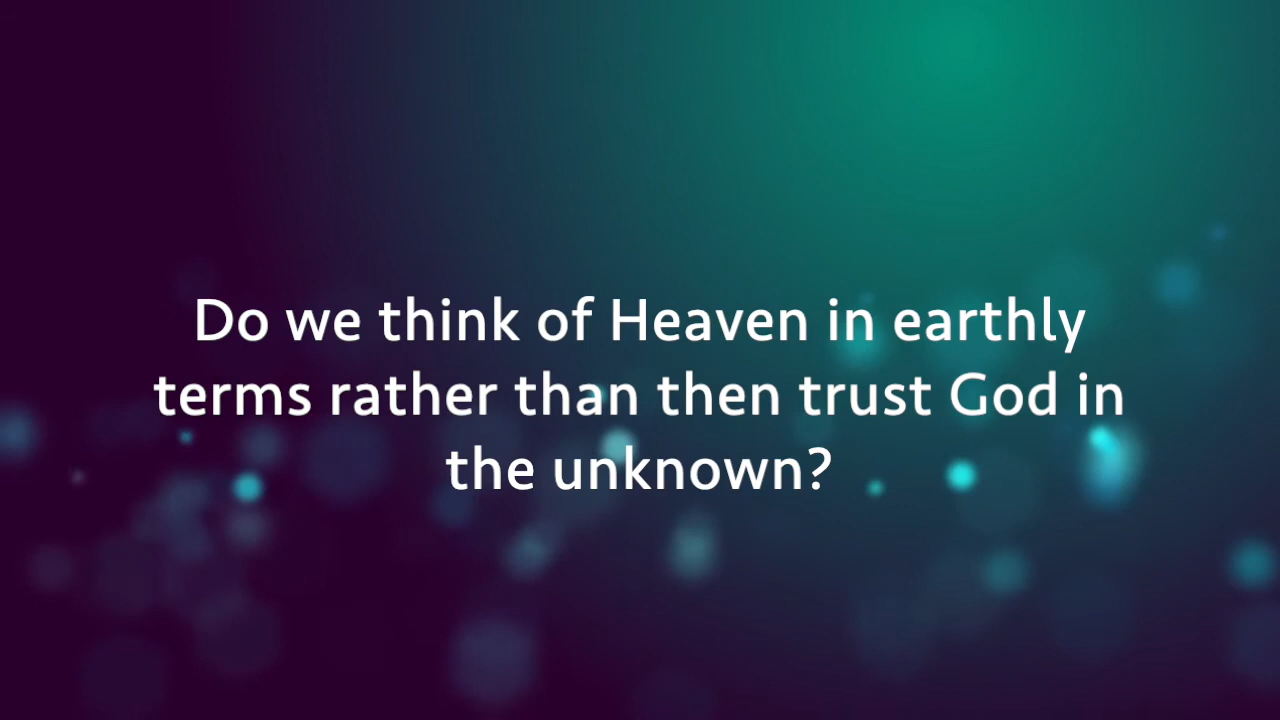 Do we think of Heaven in earthly
terms rather than then trust God in
the unknown?